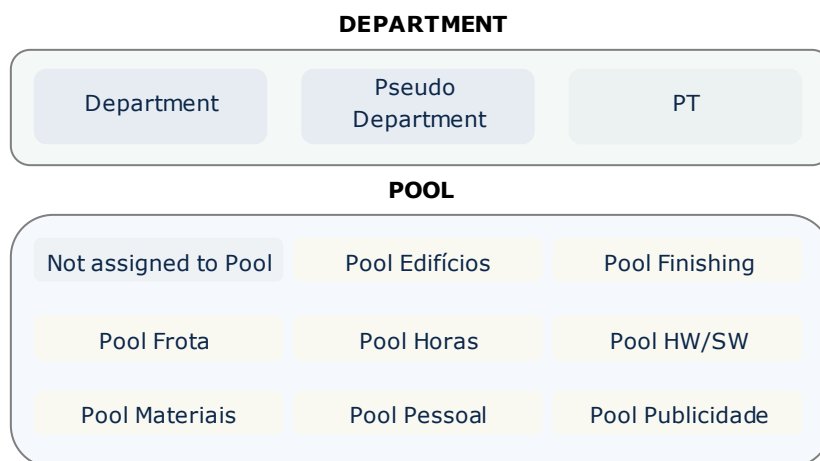 DEPARTMENT
Department
Pseudo
Department
PT
POOL
Not assigned to Pool
Pool Edifícios
Pool Finishing
Pool Frota
Pool Horas
Pool HW/SW
Pool Materiais
Pool Pessoal
Pool Publicidade